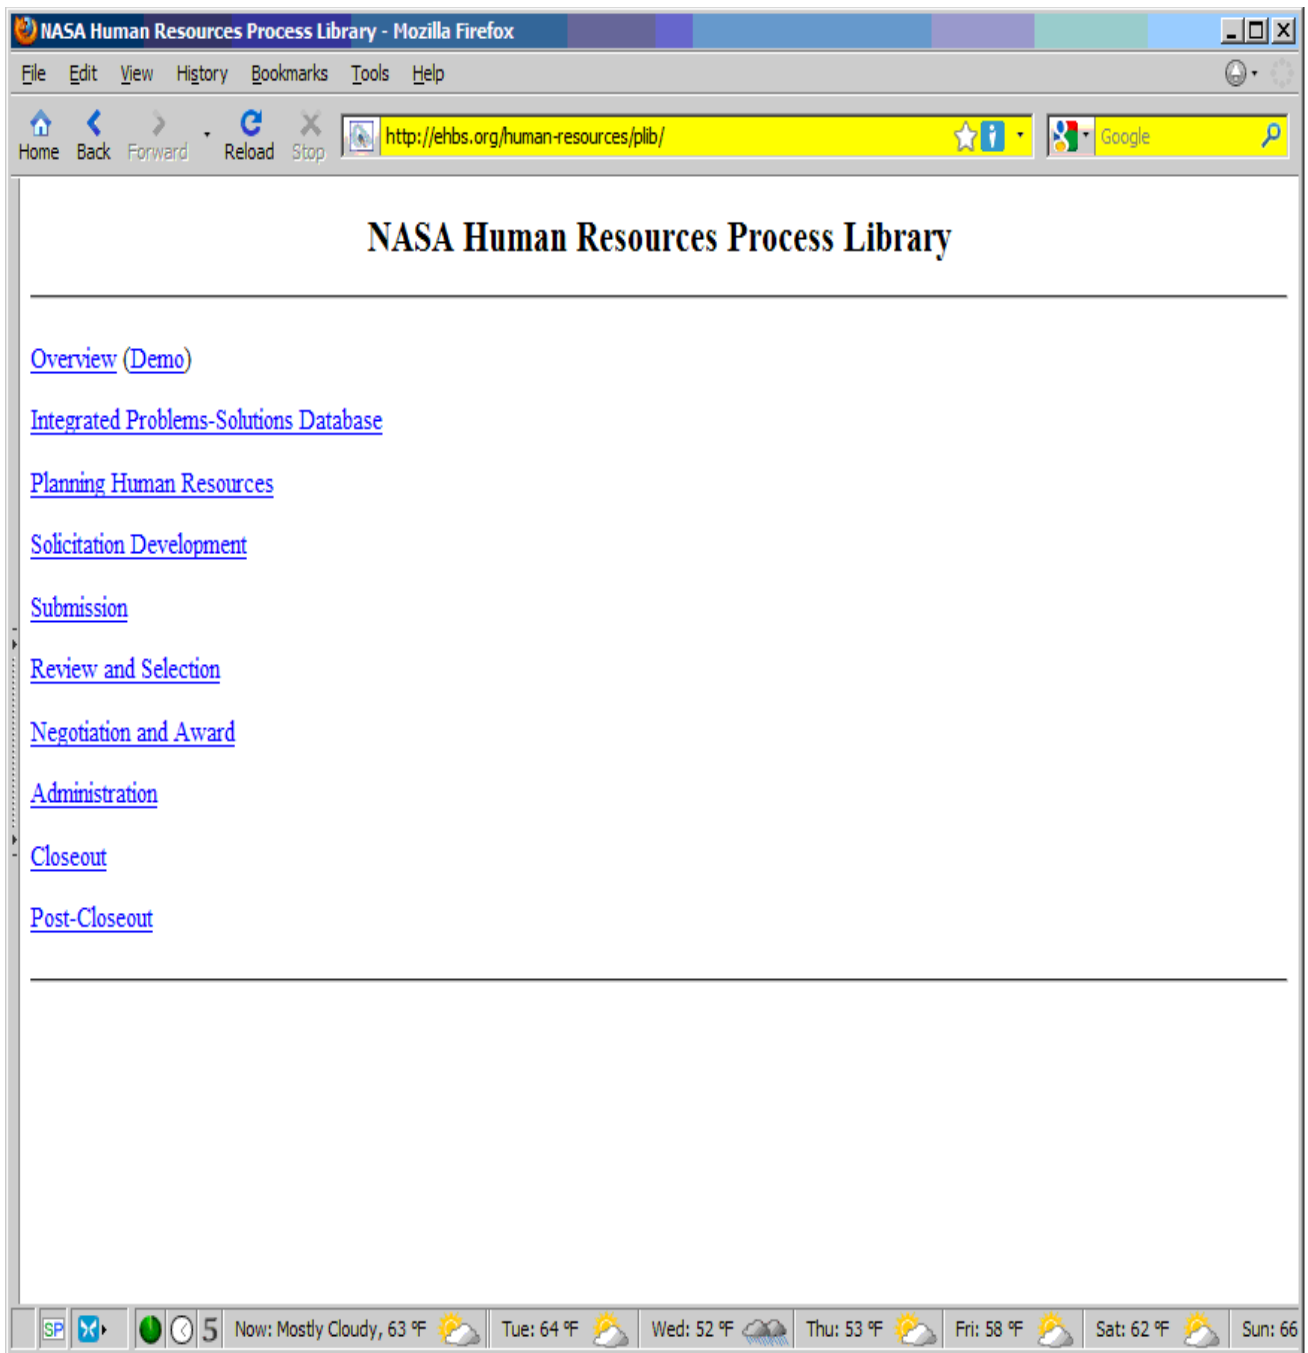 NASA Human Resources Process Library - Mozilla Firefox
File Edit View History Bookmarks Tools Help
Home Back Forward Reload Stop http://ehbs.org/human-resources/plib/ Google
NASA Human Resources Process Library
Overview (Demo)
Integrated Problems-Solutions Database
Planning Human Resources
Solicitation Development
Submission
Review and Selection
Negotiation and Award
Administration
Closeout
Post-Closeout
SP 5 Now: Mostly Cloudy, 63 °F Tue: 64 °F Wed: 52 °F Thu: 53 °F Fri: 58 °F Sat: 62 °F Sun: 66